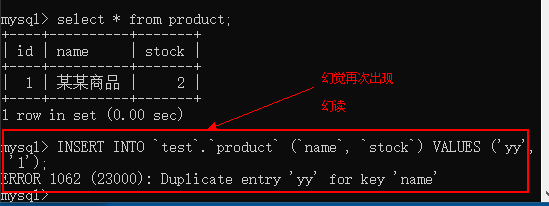 mysql> select * from product;
+----+----------+-------+
| id | name | stock |
+----+----------+-------+
| 1 | 某某商品 | 2 |
+----+----------+-------+
1 row in set (0.00 sec)
幻觉再次出现
幻读
mysql> INSERT INTO `test`.`product` (`name`, `stock`) VALUES ('yy',
'1');
ERROR 1062 (23000): Duplicate entry 'yy' for key 'name'
mysql>